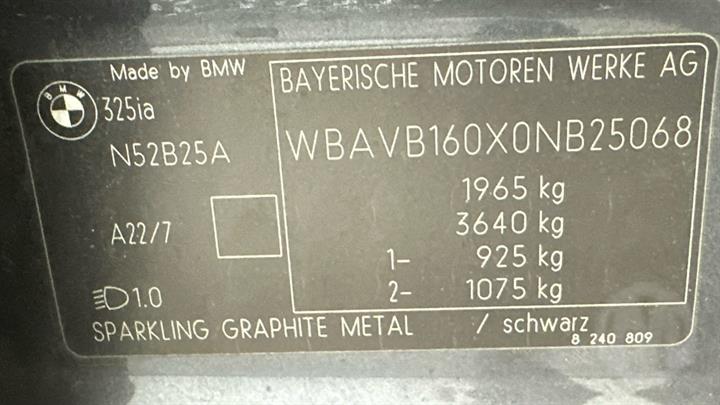 Made by BMW
BMW
325ia
N52B25A
A22/7
1.0
BAYERISCHE MOTOREN WERKE AG
WBAVB160X0NB25068
1965 kg
3640 kg
1- 925 kg
2- 1075 kg
SPARKLING GRAPHITE METAL / schwarz
8 240 809